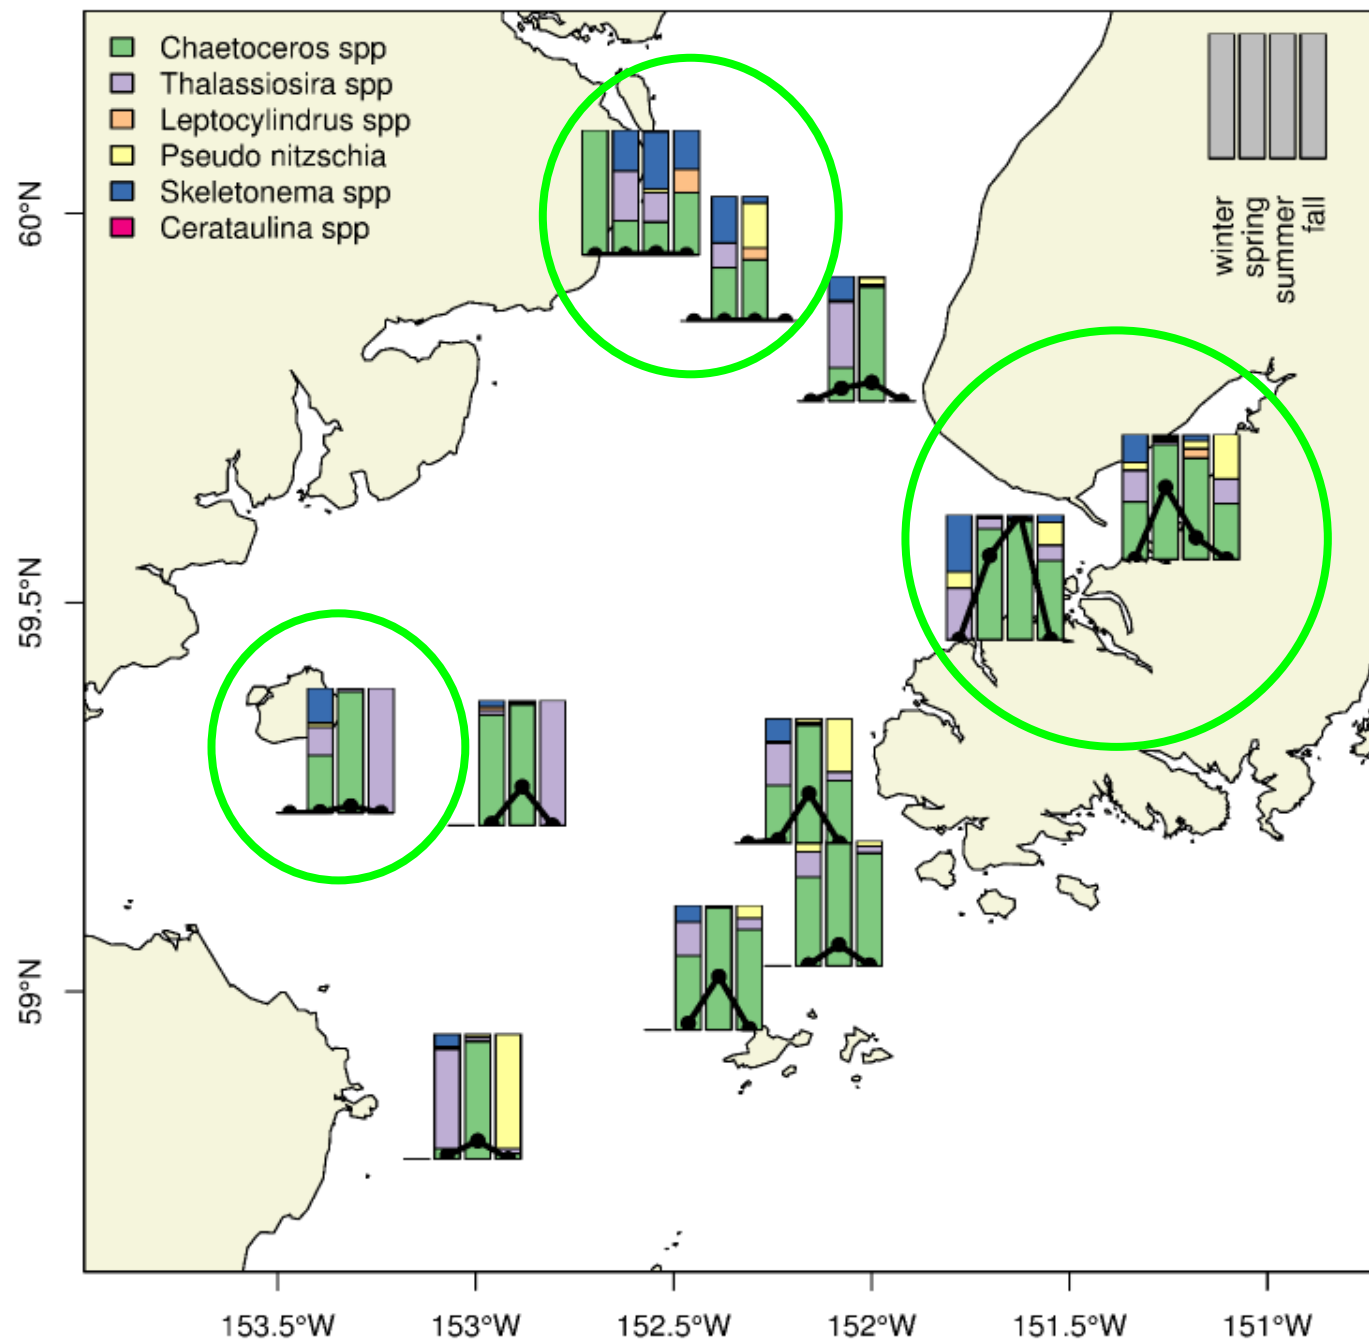 Chaetoceros spp
Thalassiosira spp
Leptocylindrus spp
Pseudo nitzschia
Skeletonema spp
Cerataulina spp
winter
spring
summer
fall
60°N
59.5°N
59°N
153.5°W
153°W
152.5°W
152°W
151.5°W
151°W